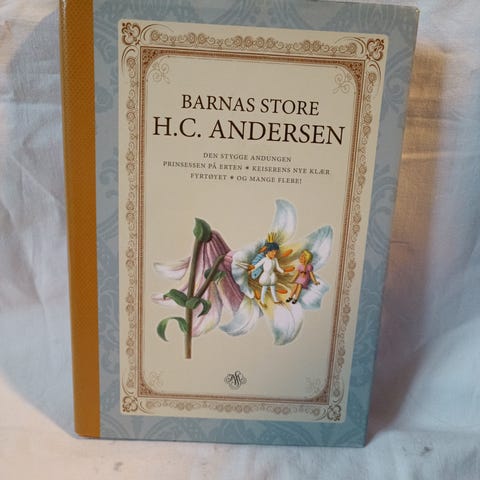 BARNAS STORE
H.C. ANDERSEN
DEN STYGGE ANDUNGEN
PRINSESSEN PÅ ERTEN • KEISERENS NYE KLÆR
FYRTØYET • OG MANGE FLERE!